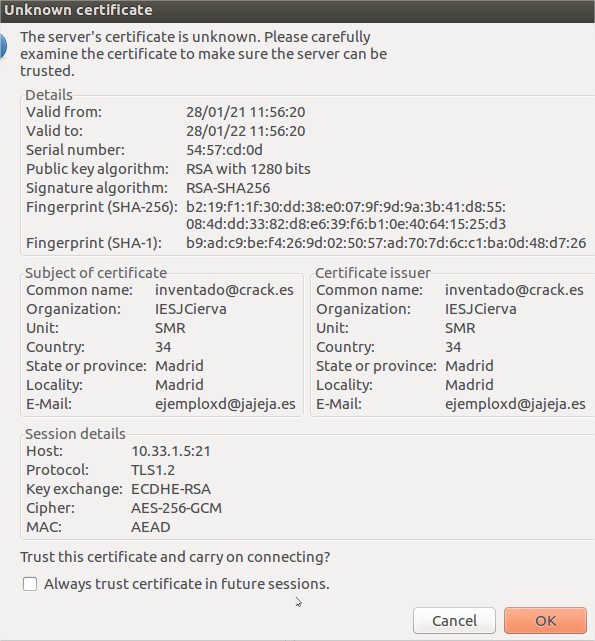 Unknown certificate
The server's certificate is unknown. Please carefully
examine the certificate to make sure the server can be
trusted.
Details
Valid from: 28/01/21 11:56:20
Valid to: 28/01/22 11:56:20
Serial number: 54:57:cd:0d
Public key algorithm: RSA with 1280 bits
Signature algorithm: RSA-SHA256
Fingerprint (SHA-256): b2:19:f1:1f:30:dd:38:e0:07:9f:9d:9a:3b:41:d8:55:
08:4d:dd:33:82:d8:e6:39:f6:b1:0e:40:64:15:25:d3
Fingerprint (SHA-1): b9:ad:c9:be:f4:26:9d:02:50:57:ad:70:7d:6c:c1:ba:0d:48:d7:26
Subject of certificate
Common name: inventado@crack.es
Organization: IESJCierva
Unit: SMR
Country: 34
State or province: Madrid
Locality: Madrid
E-Mail: ejemploxd@jajeja.es
Certificate issuer
Common name: inventado@crack.es
Organization: IESJCierva
Unit: SMR
Country: 34
State or province: Madrid
Locality: Madrid
E-Mail: ejemploxd@jajeja.es
Session details
Host: 10.33.1.5:21
Protocol: TLS1.2
Key exchange: ECDHE-RSA
Cipher: AES-256-GCM
MAC: AEAD
Trust this certificate and carry on connecting?
Always trust certificate in future sessions.
Cancel
OK